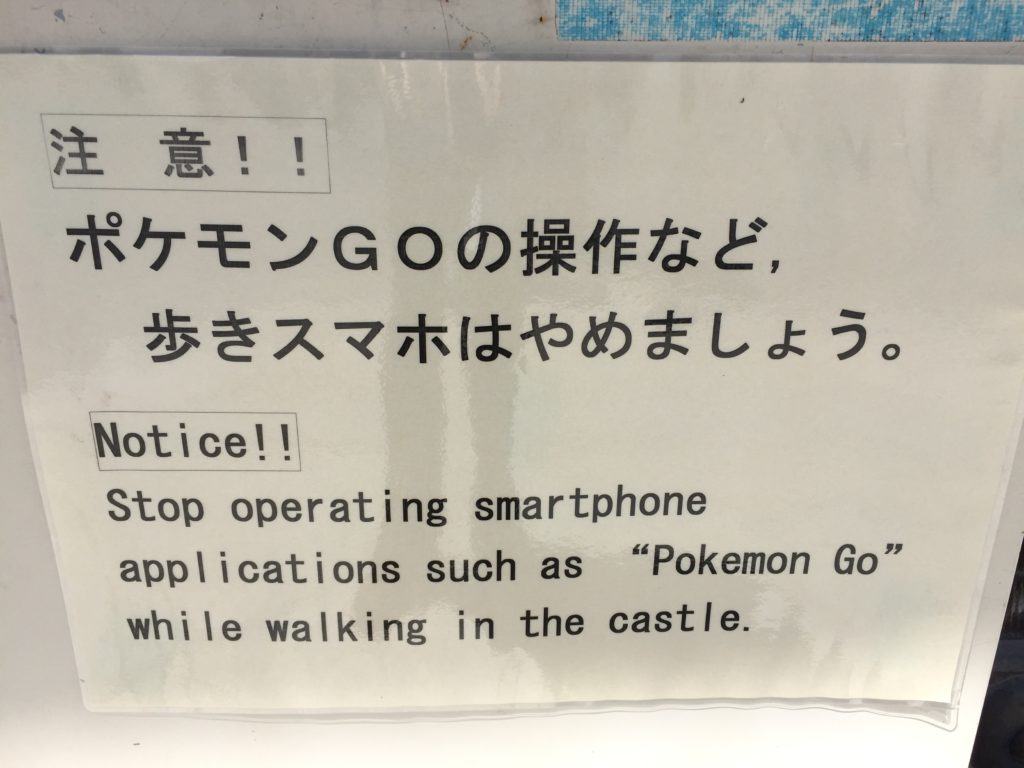 注　意！！
ポケモンＧＯの操作など，
歩きスマホはやめましょう。
Notice!!
Stop operating smartphone
applications such as “Pokemon Go”
while walking in the castle.